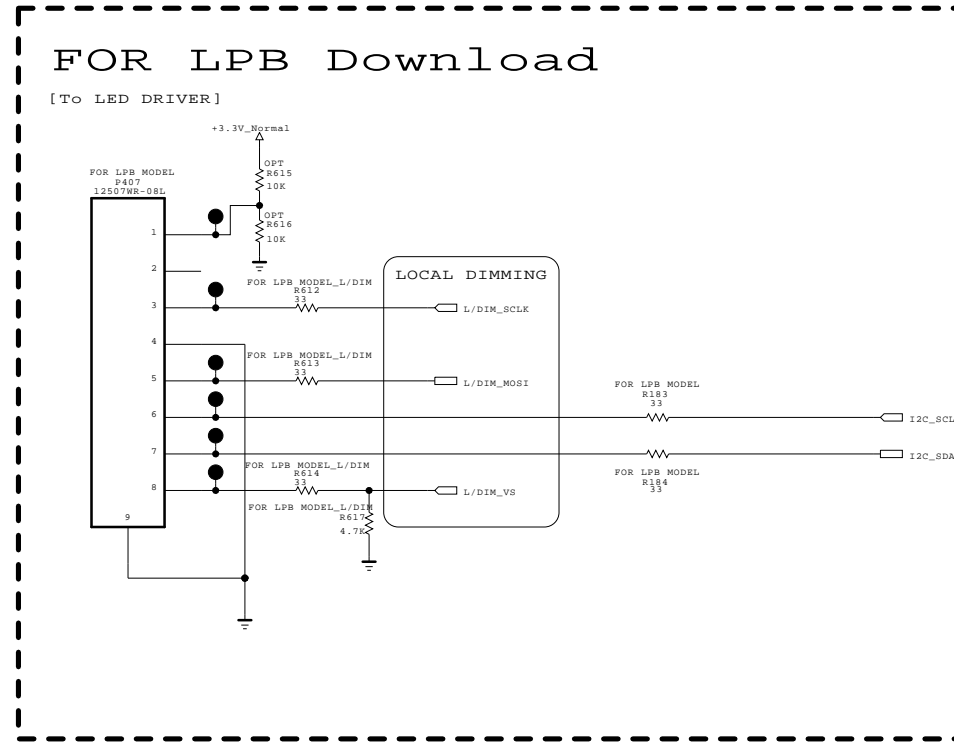 FOR LPB Download
[To LED DRIVER]
+3.3V_Normal
OPT
R615
10K
FOR LPB MODEL
P407
12507WR-08L
OPT
R616
10K
1
2
3
4
5
6
7
8
9
LOCAL DIMMING
FOR LPB MODEL_L/DIM
R612
33
L/DIM_SCLK
FOR LPB MODEL_L/DIM
R613
33
L/DIM_MOSI
FOR LPB MODEL
R183
33
I2C_SCL
I2C_SDA
FOR LPB MODEL
R184
33
FOR LPB MODEL_L/DIM
R614
33
L/DIM_VS
FOR LPB MODEL_L/DIM
R617
4.7K